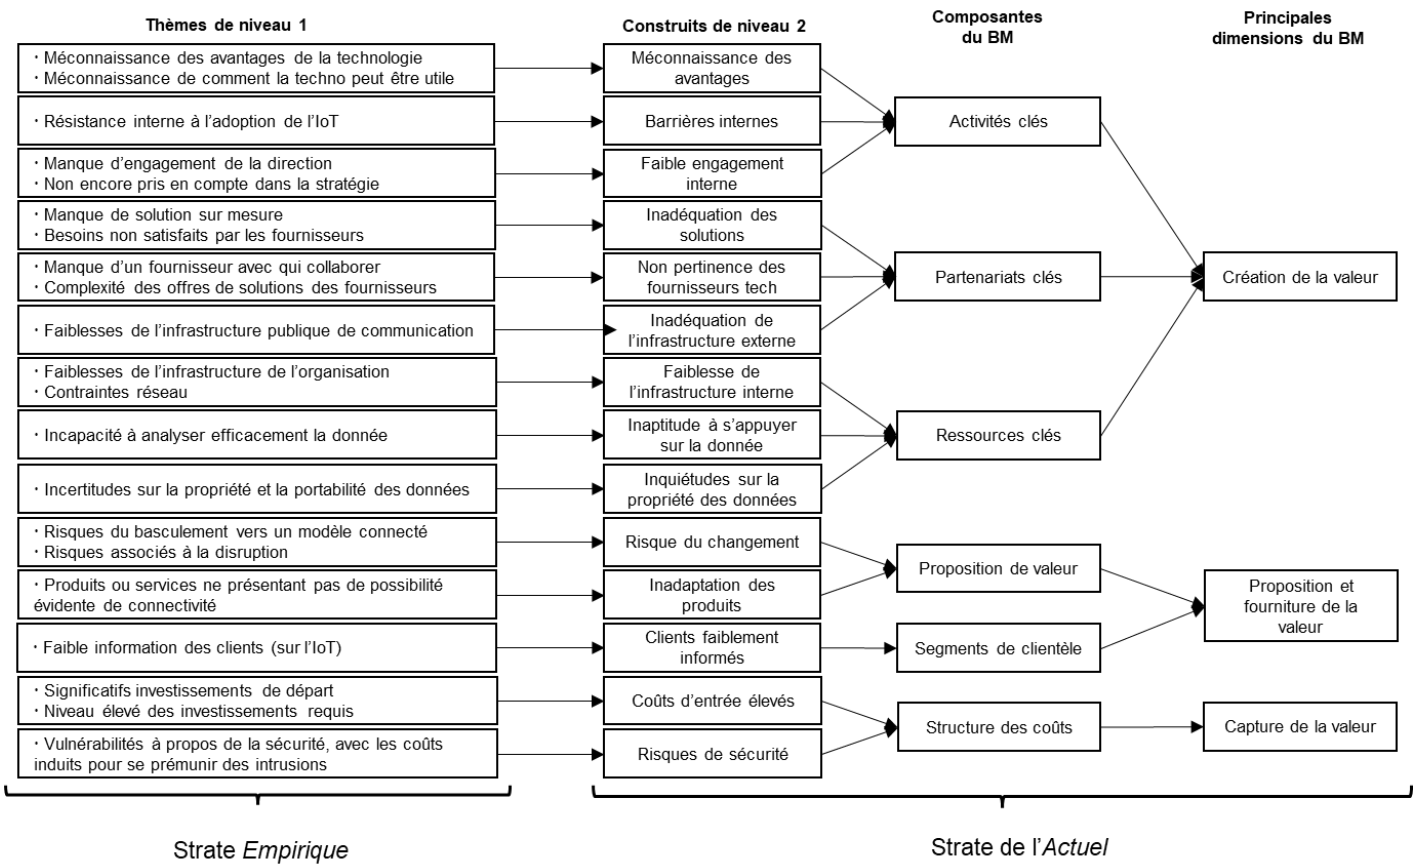 Thèmes de niveau 1
Construits de niveau 2
Composantes
du BM
Principales
dimensions du BM
· Méconnaissance des avantages de la technologie
· Méconnaissance de comment la techno peut être utile
Méconnaissance des
avantages
· Résistance interne à l’adoption de l’IoT
Barrières internes
Activités clés
· Manque d’engagement de la direction
· Non encore pris en compte dans la stratégie
Faible engagement
interne
· Manque de solution sur mesure
· Besoins non satisfaits par les fournisseurs
Inadéquation des
solutions
· Manque d’un fournisseur avec qui collaborer
· Complexité des offres de solutions des fournisseurs
Non pertinence des
fournisseurs tech
Partenariats clés
Création de la valeur
· Faiblesses de l’infrastructure publique de communication
Inadéquation de
l’infrastructure externe
· Faiblesses de l’infrastructure de l’organisation
· Contraintes réseau
Faiblesse de
l’infrastructure interne
· Incapacité à analyser efficacement la donnée
Inaptitude à s’appuyer
sur la donnée
Ressources clés
· Incertitudes sur la propriété et la portabilité des données
Inquiétudes sur la
propriété des données
· Risques du basculement vers un modèle connecté
· Risques associés à la disruption
Risque du changement
Proposition de valeur
· Produits ou services ne présentant pas de possibilité
évidente de connectivité
Inadaptation des
produits
Proposition et
fourniture de la
valeur
· Faible information des clients (sur l’IoT)
Clients faiblement
informés
Segments de clientèle
· Significatifs investissements de départ
· Niveau élevé des investissements requis
Coûts d’entrée élevés
Structure des coûts
Capture de la valeur
· Vulnérabilités à propos de la sécurité, avec les coûts
induits pour se prémunir des intrusions
Risques de sécurité
Strate Empirique
Strate de l’Actuel